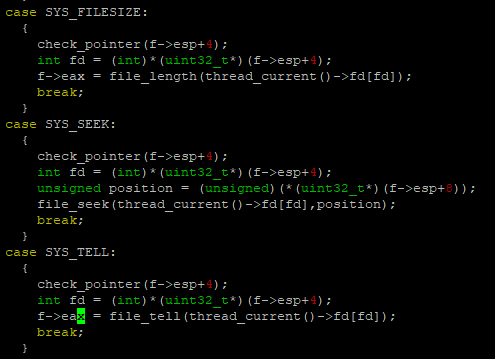 case SYS_FILESIZE:
  {
    check_pointer(f->esp+4);
    int fd = (int)*(uint32_t*)(f->esp+4);
    f->eax = file_length(thread_current()->fd[fd]);
    break;
  }
case SYS_SEEK:
  {
    check_pointer(f->esp+4);
    int fd = (int)*(uint32_t*)(f->esp+4);
    unsigned position = (unsigned)(*(uint32_t*)(f->esp+8));
    file_seek(thread_current()->fd[fd],position);
    break;
  }
case SYS_TELL:
  {
    check_pointer(f->esp+4);
    int fd = (int)*(uint32_t*)(f->esp+4);
    f->eax = file_tell(thread_current()->fd[fd]);
    break;
  }